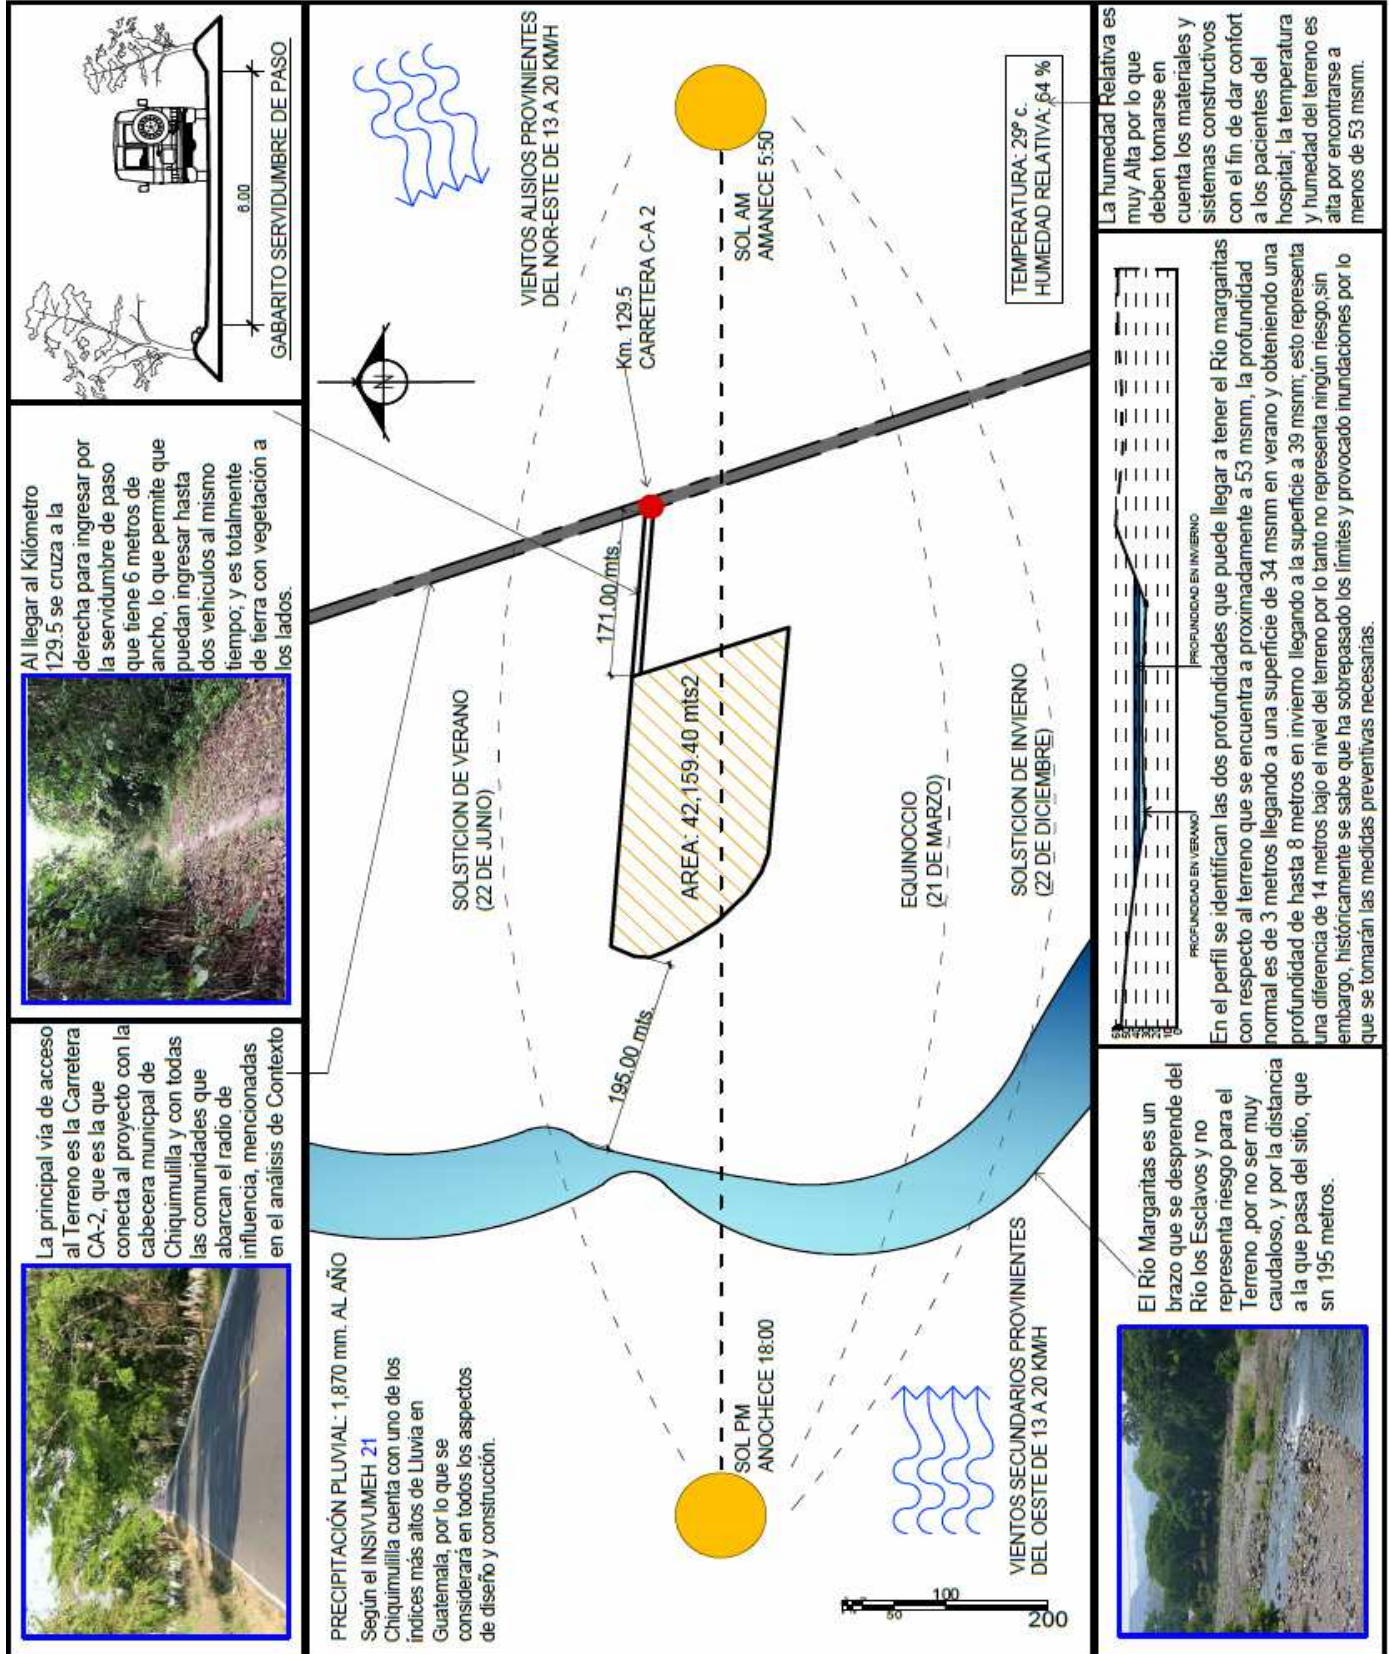 La principal vía de acceso
al Terreno es la Carretera
CA-2, que es la que
conecta al proyecto con la
cabecera municpal de
Chiquimulilla y con todas
las comunidades que
abarcan el radio de
influencia, mencionadas
en el análisis de Contexto
Al llegar al Kilómetro
129.5 se cruza a la
derecha para ingresar por
la servidumbre de paso
que tiene 6 metros de
ancho, lo que permite que
puedan ingresar hasta
dos vehiculos al mismo
tiempo; y es totalmente
de tierra con vegetación a
los lados.
6.00
GABARITO SERVIDUMBRE DE PASO
PRECIPITACIÓN PLUVIAL: 1,870 mm. AL AÑO
Según el INSIVUMEH 21
Chiquimulilla cuenta con uno de los
índices más altos de Lluvia en
Guatemala, por lo que se
considerará en todos los aspectos
de diseño y construcción.
SOLSTICION DE VERANO
(22 DE JUNIO)
N
VIENTOS ALISIOS PROVINIENTES
DEL NOR-ESTE DE 13 A 20 KM/H
171.00 mts.
Km. 129.5
CARRETERA C-A 2
195.00 mts.
AREA: 42,159.40 mts2
SOL PM
ANOCHECE 18:00
SOL AM
AMANECE 5:50
EQUINOCCIO
(21 DE MARZO)
SOLSTICION DE INVIERNO
(22 DE DICIEMBRE)
VIENTOS SECUNDARIOS PROVINIENTES
DEL OESTE DE 13 A 20 KM/H
50
100
200
TEMPERATURA: 29º c.
HUMEDAD RELATIVA: 64 %
El Río Margaritas es un
brazo que se desprende del
Río los Esclavos y no
representa riesgo para el
Terreno ,por no ser muy
caudaloso, y por la distancia
a la que pasa del sitio, que
sn 195 metros.
60
50
40
30
20
10
0
PROFUNDIDAD EN VERANO
PROFUNDIDAD EN INVIERNO
En el perfil se identifican las dos profundidades que puede llegar a tener el Río margaritas
con respecto al terreno que se encuentra a proximadamente a 53 msnm, la profundidad
normal es de 3 metros llegando a una superficie de 34 msnm en verano y obteniendo una
profundidad de hasta 8 metros en invierno llegando a la superficie a 39 msnm; esto representa
una diferencia de 14 metros bajo el nivel del terreno por lo tanto no representa ningún riesgo,sin
embargo, históricamente se sabe que ha sobrepasado los límites y provocado inundaciones por lo
que se tomarán las medidas preventivas necesarias.
La humedad Relativa es
muy Alta por lo que
deben tomarse en
cuenta los materiales y
sistemas constructivos
con el fin de dar confort
a los pacientes del
hospital; la temperatura
y humedad del terreno es
alta por encontrarse a
menos de 53 msnm.